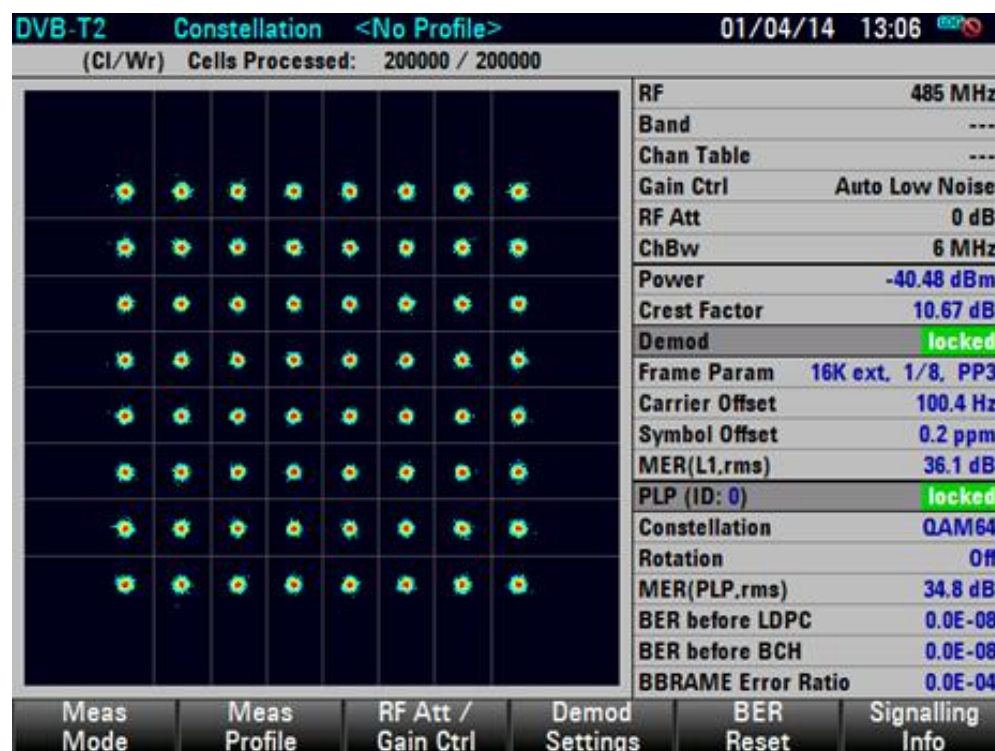 DVB-T2 Constellation <No Profile> 01/04/14 13:06
(CI/Wr) Cells Processed: 200000 / 200000
RF 485 MHz
Band ---
Chan Table ---
Gain Ctrl Auto Low Noise
RF Att 0 dB
ChBw 6 MHz
Power -40.48 dBm
Crest Factor 10.67 dB
Demod locked
Frame Param 16K ext, 1/8, PP3
Carrier Offset 100.4 Hz
Symbol Offset 0.2 ppm
MER(L1,rms) 36.1 dB
PLP (ID: 0) locked
Constellation QAM64
Rotation Off
MER(PLP,rms) 34.8 dB
BER before LDPC 0.0E-08
BER before BCH 0.0E-08
BBRAME Error Ratio 0.0E-04
Meas Mode
Meas Profile
RF Att / Gain Ctrl
Demod Settings
BER Reset
Signalling Info